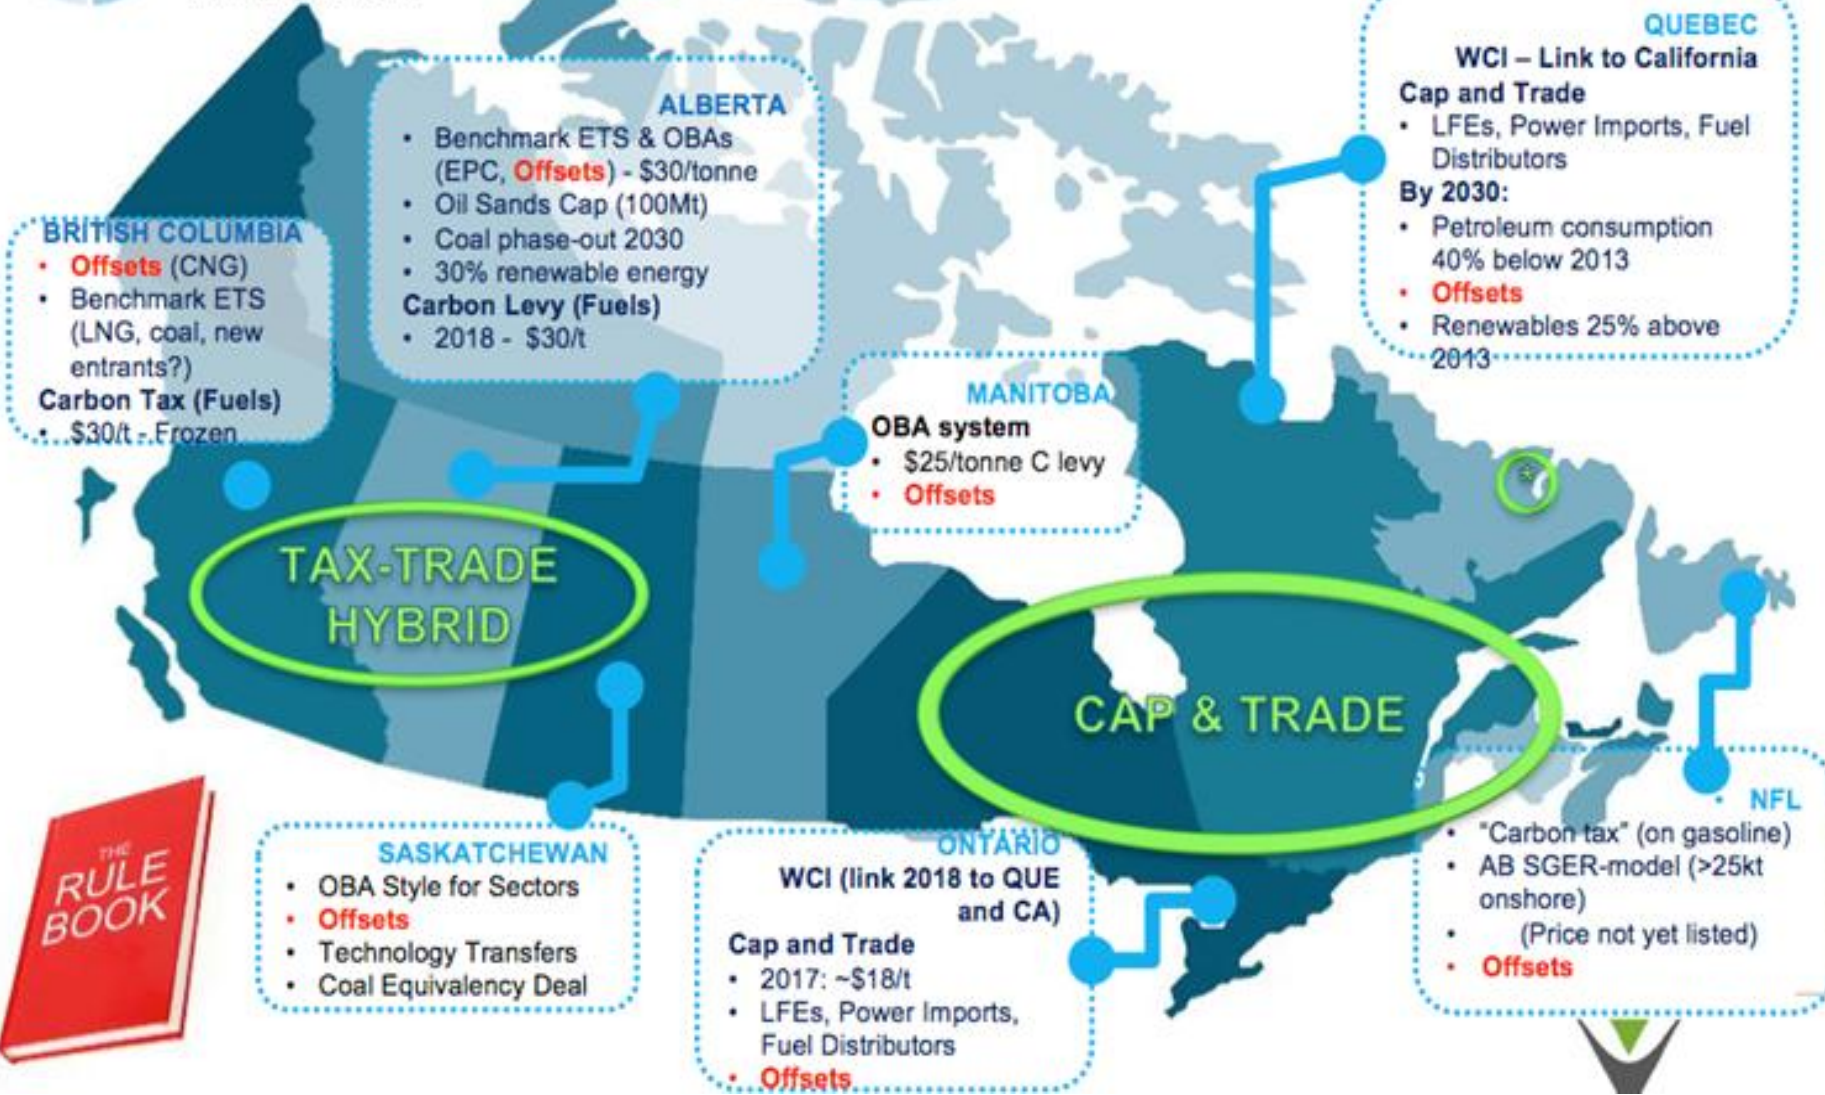 BRITISH COLUMBIA
• Offsets (CNG)
• Benchmark ETS
(LNG, coal, new
entrants?)
Carbon Tax (Fuels)
• $30/t - Frozen
ALBERTA
• Benchmark ETS & OBAs
(EPC, Offsets) - $30/tonne
• Oil Sands Cap (100Mt)
• Coal phase-out 2030
• 30% renewable energy
Carbon Levy (Fuels)
• 2018 - $30/t
QUEBEC
WCI – Link to California
Cap and Trade
• LFEs, Power Imports, Fuel
Distributors
By 2030:
• Petroleum consumption
40% below 2013
• Offsets
• Renewables 25% above
2013
MANITOBA
OBA system
• $25/tonne C levy
• Offsets
TAX-TRADE
HYBRID
CAP & TRADE
*
THE
RULE
BOOK
SASKATCHEWAN
• OBA Style for Sectors
• Offsets
• Technology Transfers
• Coal Equivalency Deal
ONTARIO
WCI (link 2018 to QUE
and CA)
Cap and Trade
• 2017: ~$18/t
• LFEs, Power Imports,
Fuel Distributors
• Offsets
• NFL
• "Carbon tax" (on gasoline)
• AB SGER-model (>25kt
onshore)
• (Price not yet listed)
• Offsets